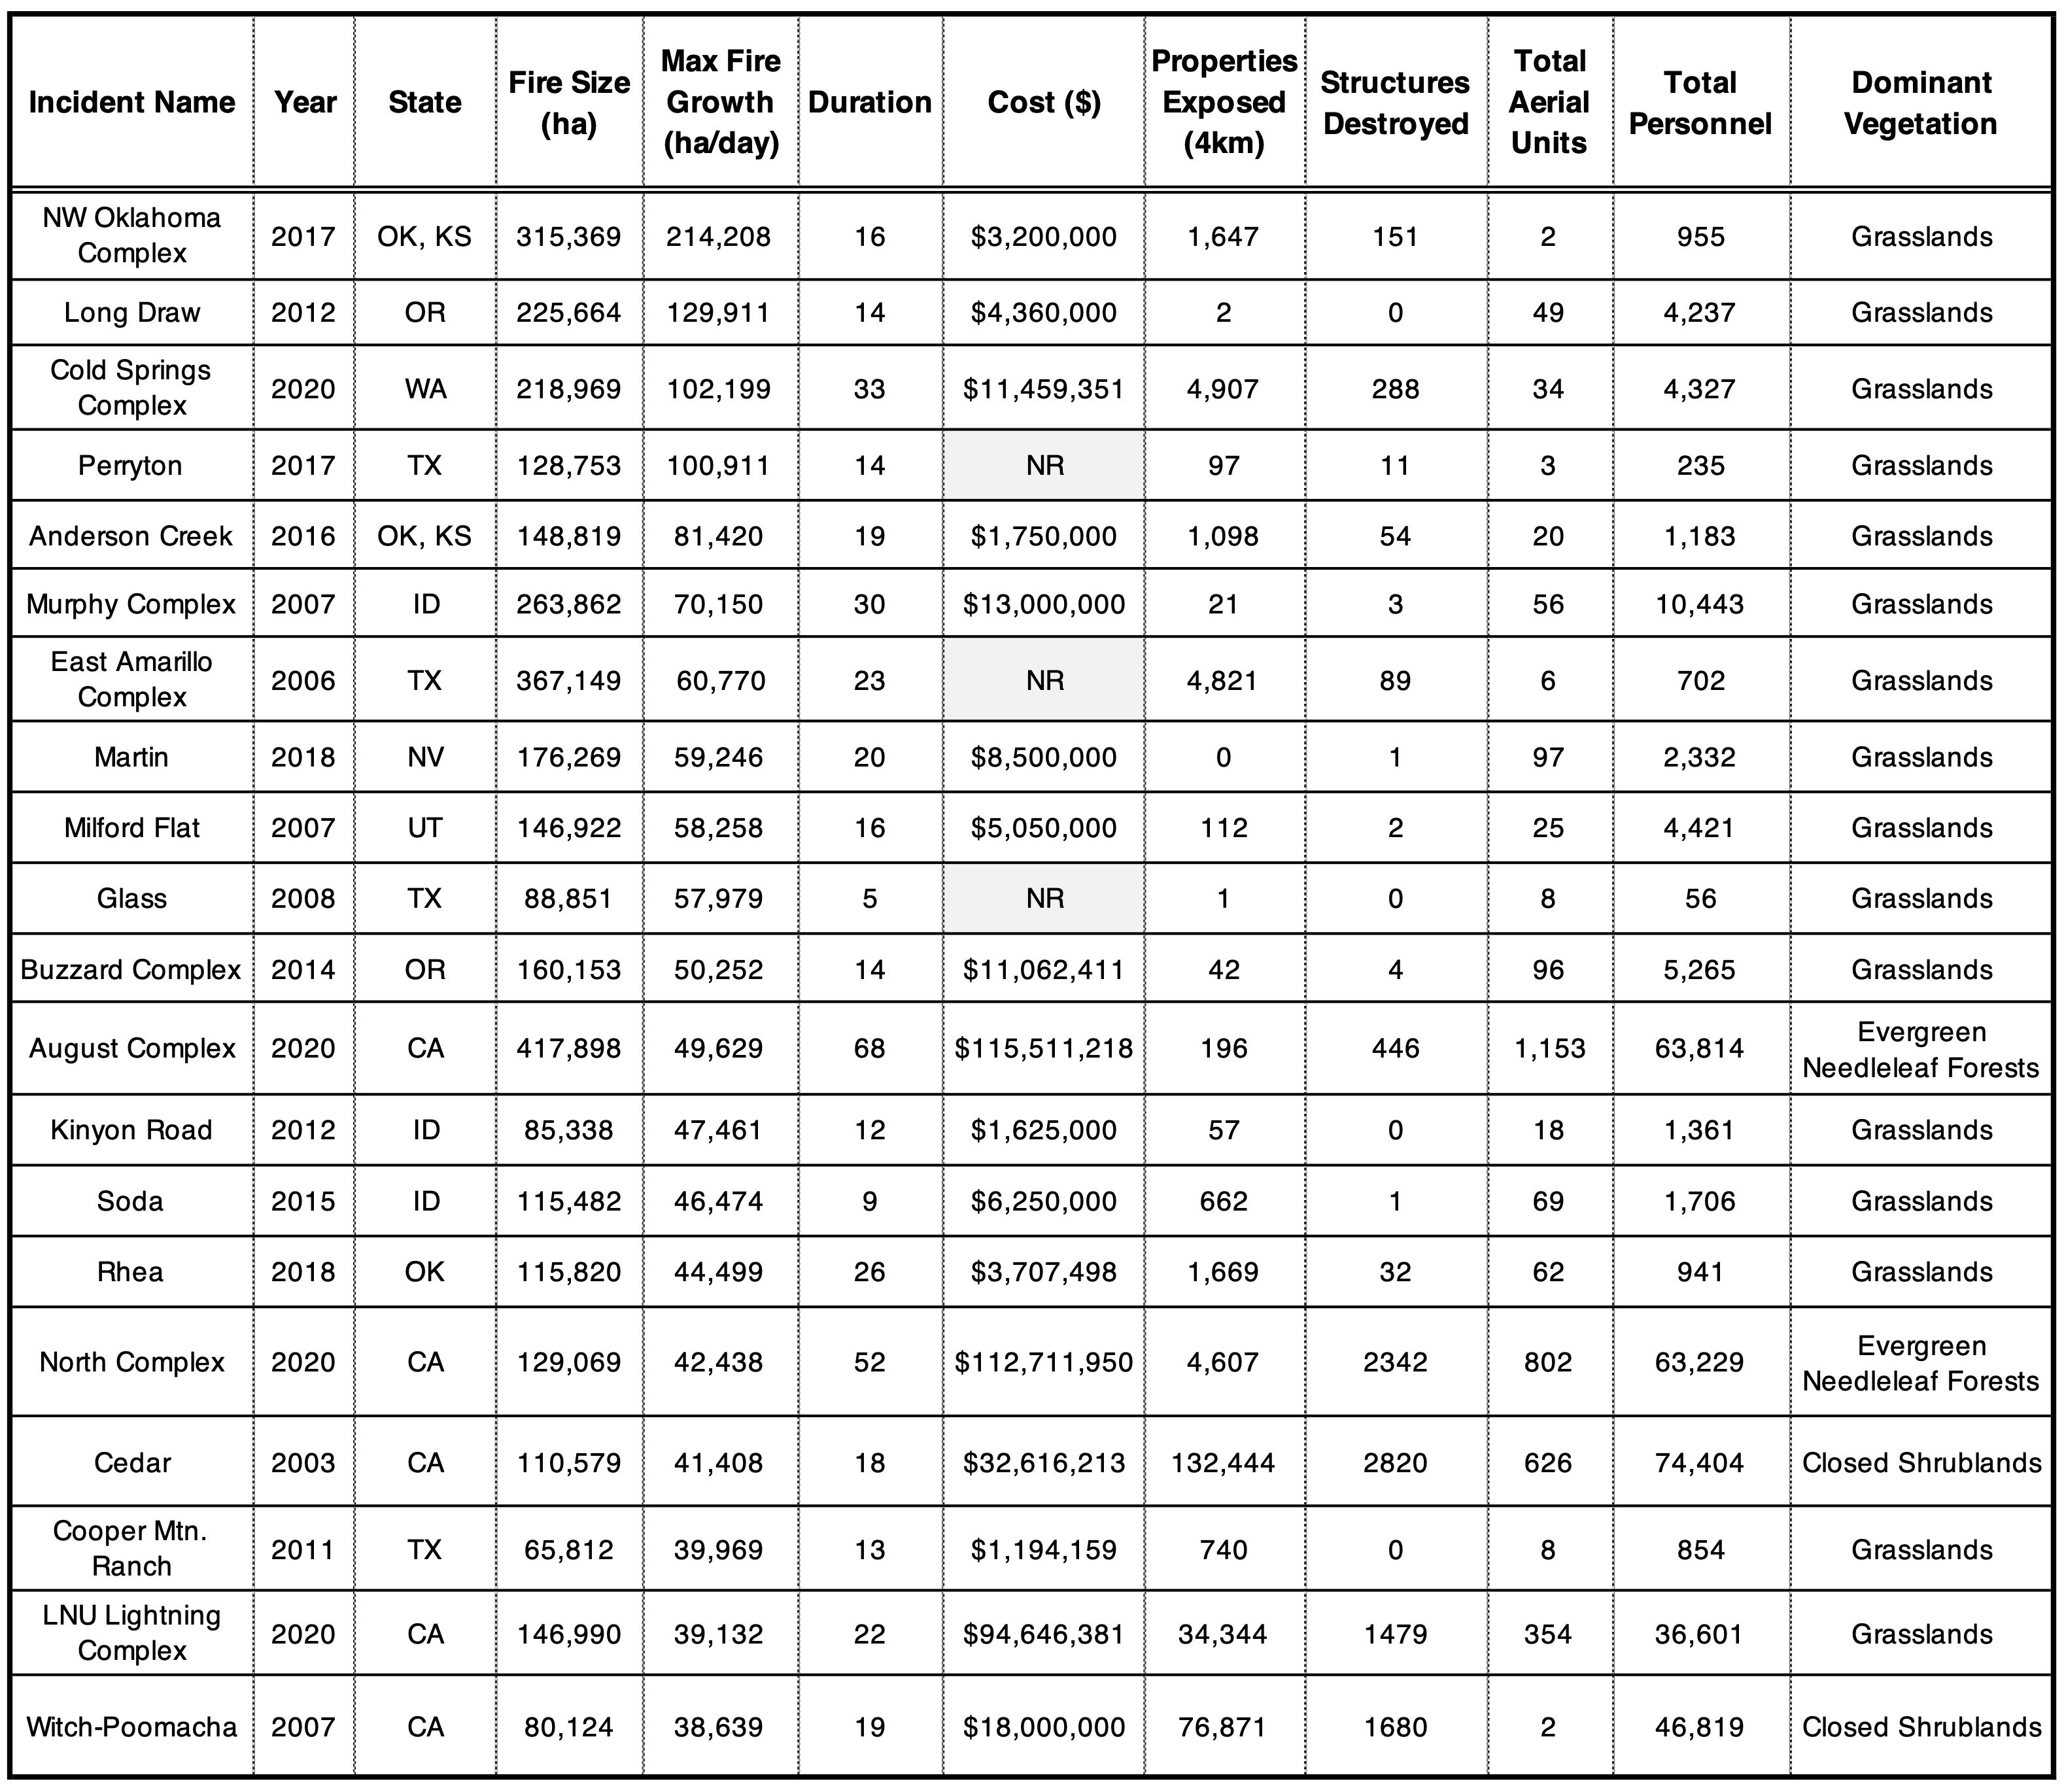 Incident Name Year State Fire Size (ha) Max Fire Growth (ha/day) Duration Cost ($) Properties Exposed (4km) Structures Destroyed Total Aerial Units Total Personnel Dominant Vegetation
NW Oklahoma Complex 2017 OK, KS 315,369 214,208 16 $3,200,000 1,647 151 2 955 Grasslands
Long Draw 2012 OR 225,664 129,911 14 $4,360,000 2 0 49 4,237 Grasslands
Cold Springs Complex 2020 WA 218,969 102,199 33 $11,459,351 4,907 288 34 4,327 Grasslands
Perryton 2017 TX 128,753 100,911 14 NR 97 11 3 235 Grasslands
Anderson Creek 2016 OK, KS 148,819 81,420 19 $1,750,000 1,098 54 20 1,183 Grasslands
Murphy Complex 2007 ID 263,862 70,150 30 $13,000,000 21 3 56 10,443 Grasslands
East Amarillo Complex 2006 TX 367,149 60,770 23 NR 4,821 89 6 702 Grasslands
Martin 2018 NV 176,269 59,246 20 $8,500,000 0 1 97 2,332 Grasslands
Milford Flat 2007 UT 146,922 58,258 16 $5,050,000 112 2 25 4,421 Grasslands
Glass 2008 TX 88,851 57,979 5 NR 1 0 8 56 Grasslands
Buzzard Complex 2014 OR 160,153 50,252 14 $11,062,411 42 4 96 5,265 Grasslands
August Complex 2020 CA 417,898 49,629 68 $115,511,218 196 446 1,153 63,814 Evergreen Needleleaf Forests
Kinyon Road 2012 ID 85,338 47,461 12 $1,625,000 57 0 18 1,361 Grasslands
Soda 2015 ID 115,482 46,474 9 $6,250,000 662 1 69 1,706 Grasslands
Rhea 2018 OK 115,820 44,499 26 $3,707,498 1,669 32 62 941 Grasslands
North Complex 2020 CA 129,069 42,438 52 $112,711,950 4,607 2342 802 63,229 Evergreen Needleleaf Forests
Cedar 2003 CA 110,579 41,408 18 $32,616,213 132,444 2820 626 74,404 Closed Shrublands
Cooper Mtn. Ranch 2011 TX 65,812 39,969 13 $1,194,159 740 0 8 854 Grasslands
LNU Lightning Complex 2020 CA 146,990 39,132 22 $94,646,381 34,344 1479 354 36,601 Grasslands
Witch-Poomacha 2007 CA 80,124 38,639 19 $18,000,000 76,871 1680 2 46,819 Closed Shrublands